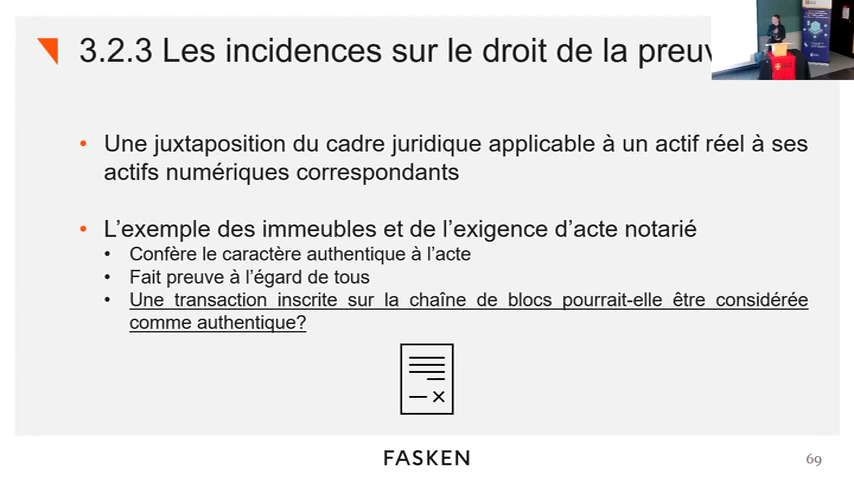 3.2.3 Les incidences sur le droit de la
• Une juxtaposition du cadre juridique applicable à un actif réel à ses
actifs numériques correspondants
• L’exemple des immeubles et de l’exigence d’acte notarié
• Confère le caractère authentique à l’acte
• Fait preuve à l’égard de tous
• Une transaction inscrite sur la chaîne de blocs pourrait-elle être considérée
comme authentique?
FASKEN
69